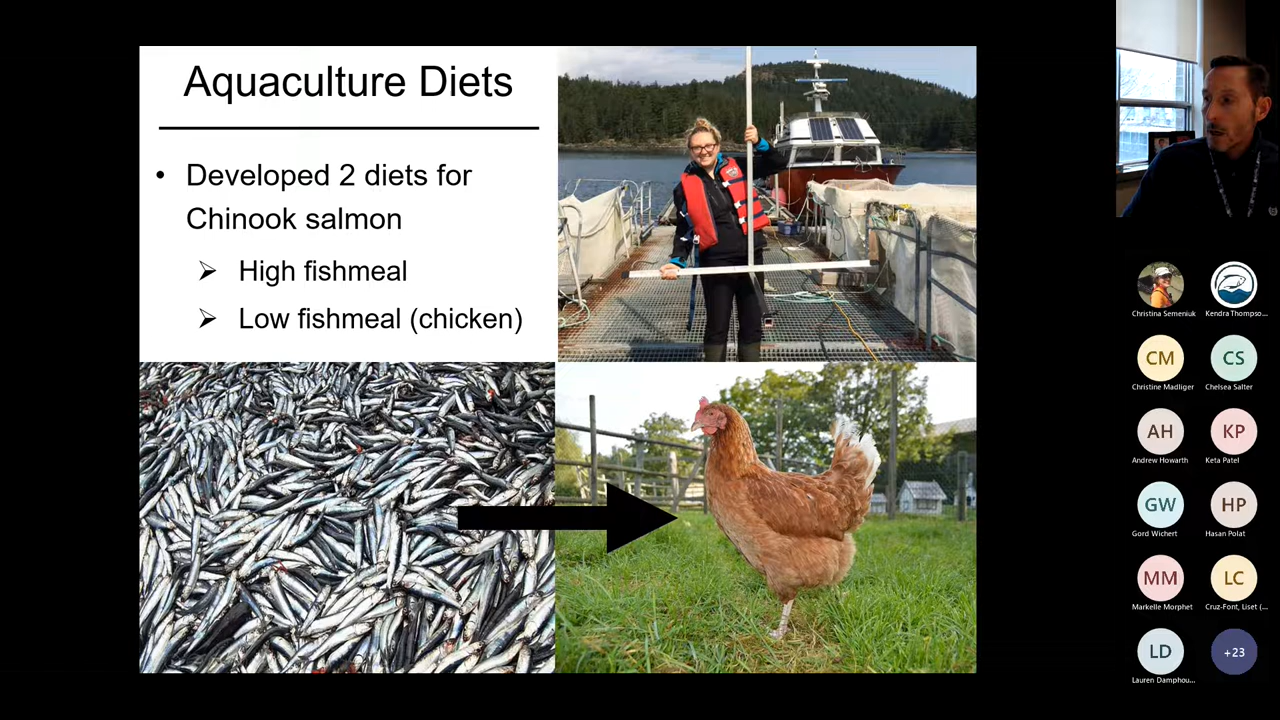 Aquaculture Diets
• Developed 2 diets for
Chinook salmon
➢ High fishmeal
➢ Low fishmeal (chicken)
Christina Semeniuk
Kendra Thompso...
CM
Christine Madliger
CS
Chelsea Salter
AH
Andrew Howarth
KP
Keta Patel
GW
Gord Wichert
HP
Hasan Polat
MM
Markelle Morphet
LC
Cruz-Font, Liset (...
LD
Lauren Damphou...
+23